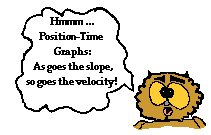 Hmmm ...
Position-Time
Graphs:
As goes the slope,
so goes the velocity!